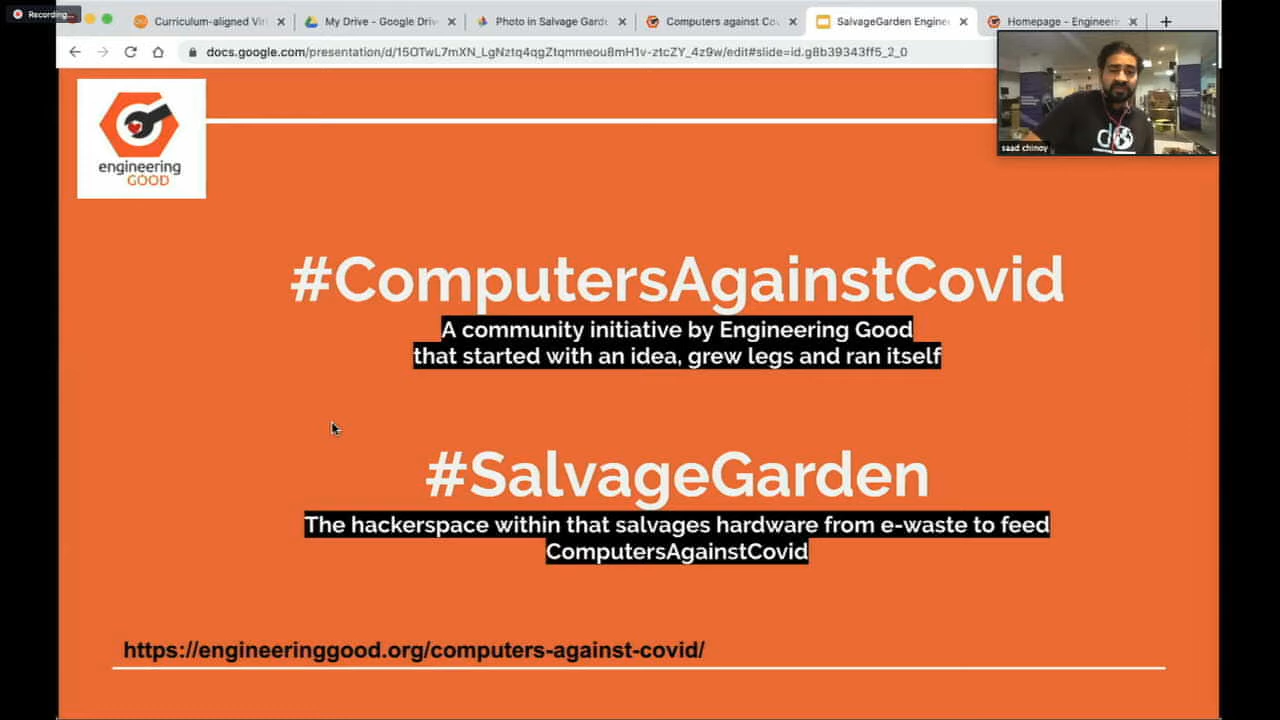 Recording...
Curriculum-aligned Vir
My Drive - Google Driv
Photo in Salvage Gard
Computers against Cov
SalvageGarden Engine
Homepage - Engineerin
docs.google.com/presentation/d/15OTwL7mXN_LgNztq4qgZtqmmeou8mH1v-ztcZY_4z9w/edit#slide=id.g8b39343ff5_2_0
saad chinoy
engineering
GOOD
#ComputersAgainstCovid
A community initiative by Engineering Good
that started with an idea, grew legs and ran itself
#SalvageGarden
The hackerspace within that salvages hardware from e-waste to feed
ComputersAgainstCovid
https://engineeringgood.org/computers-against-covid/